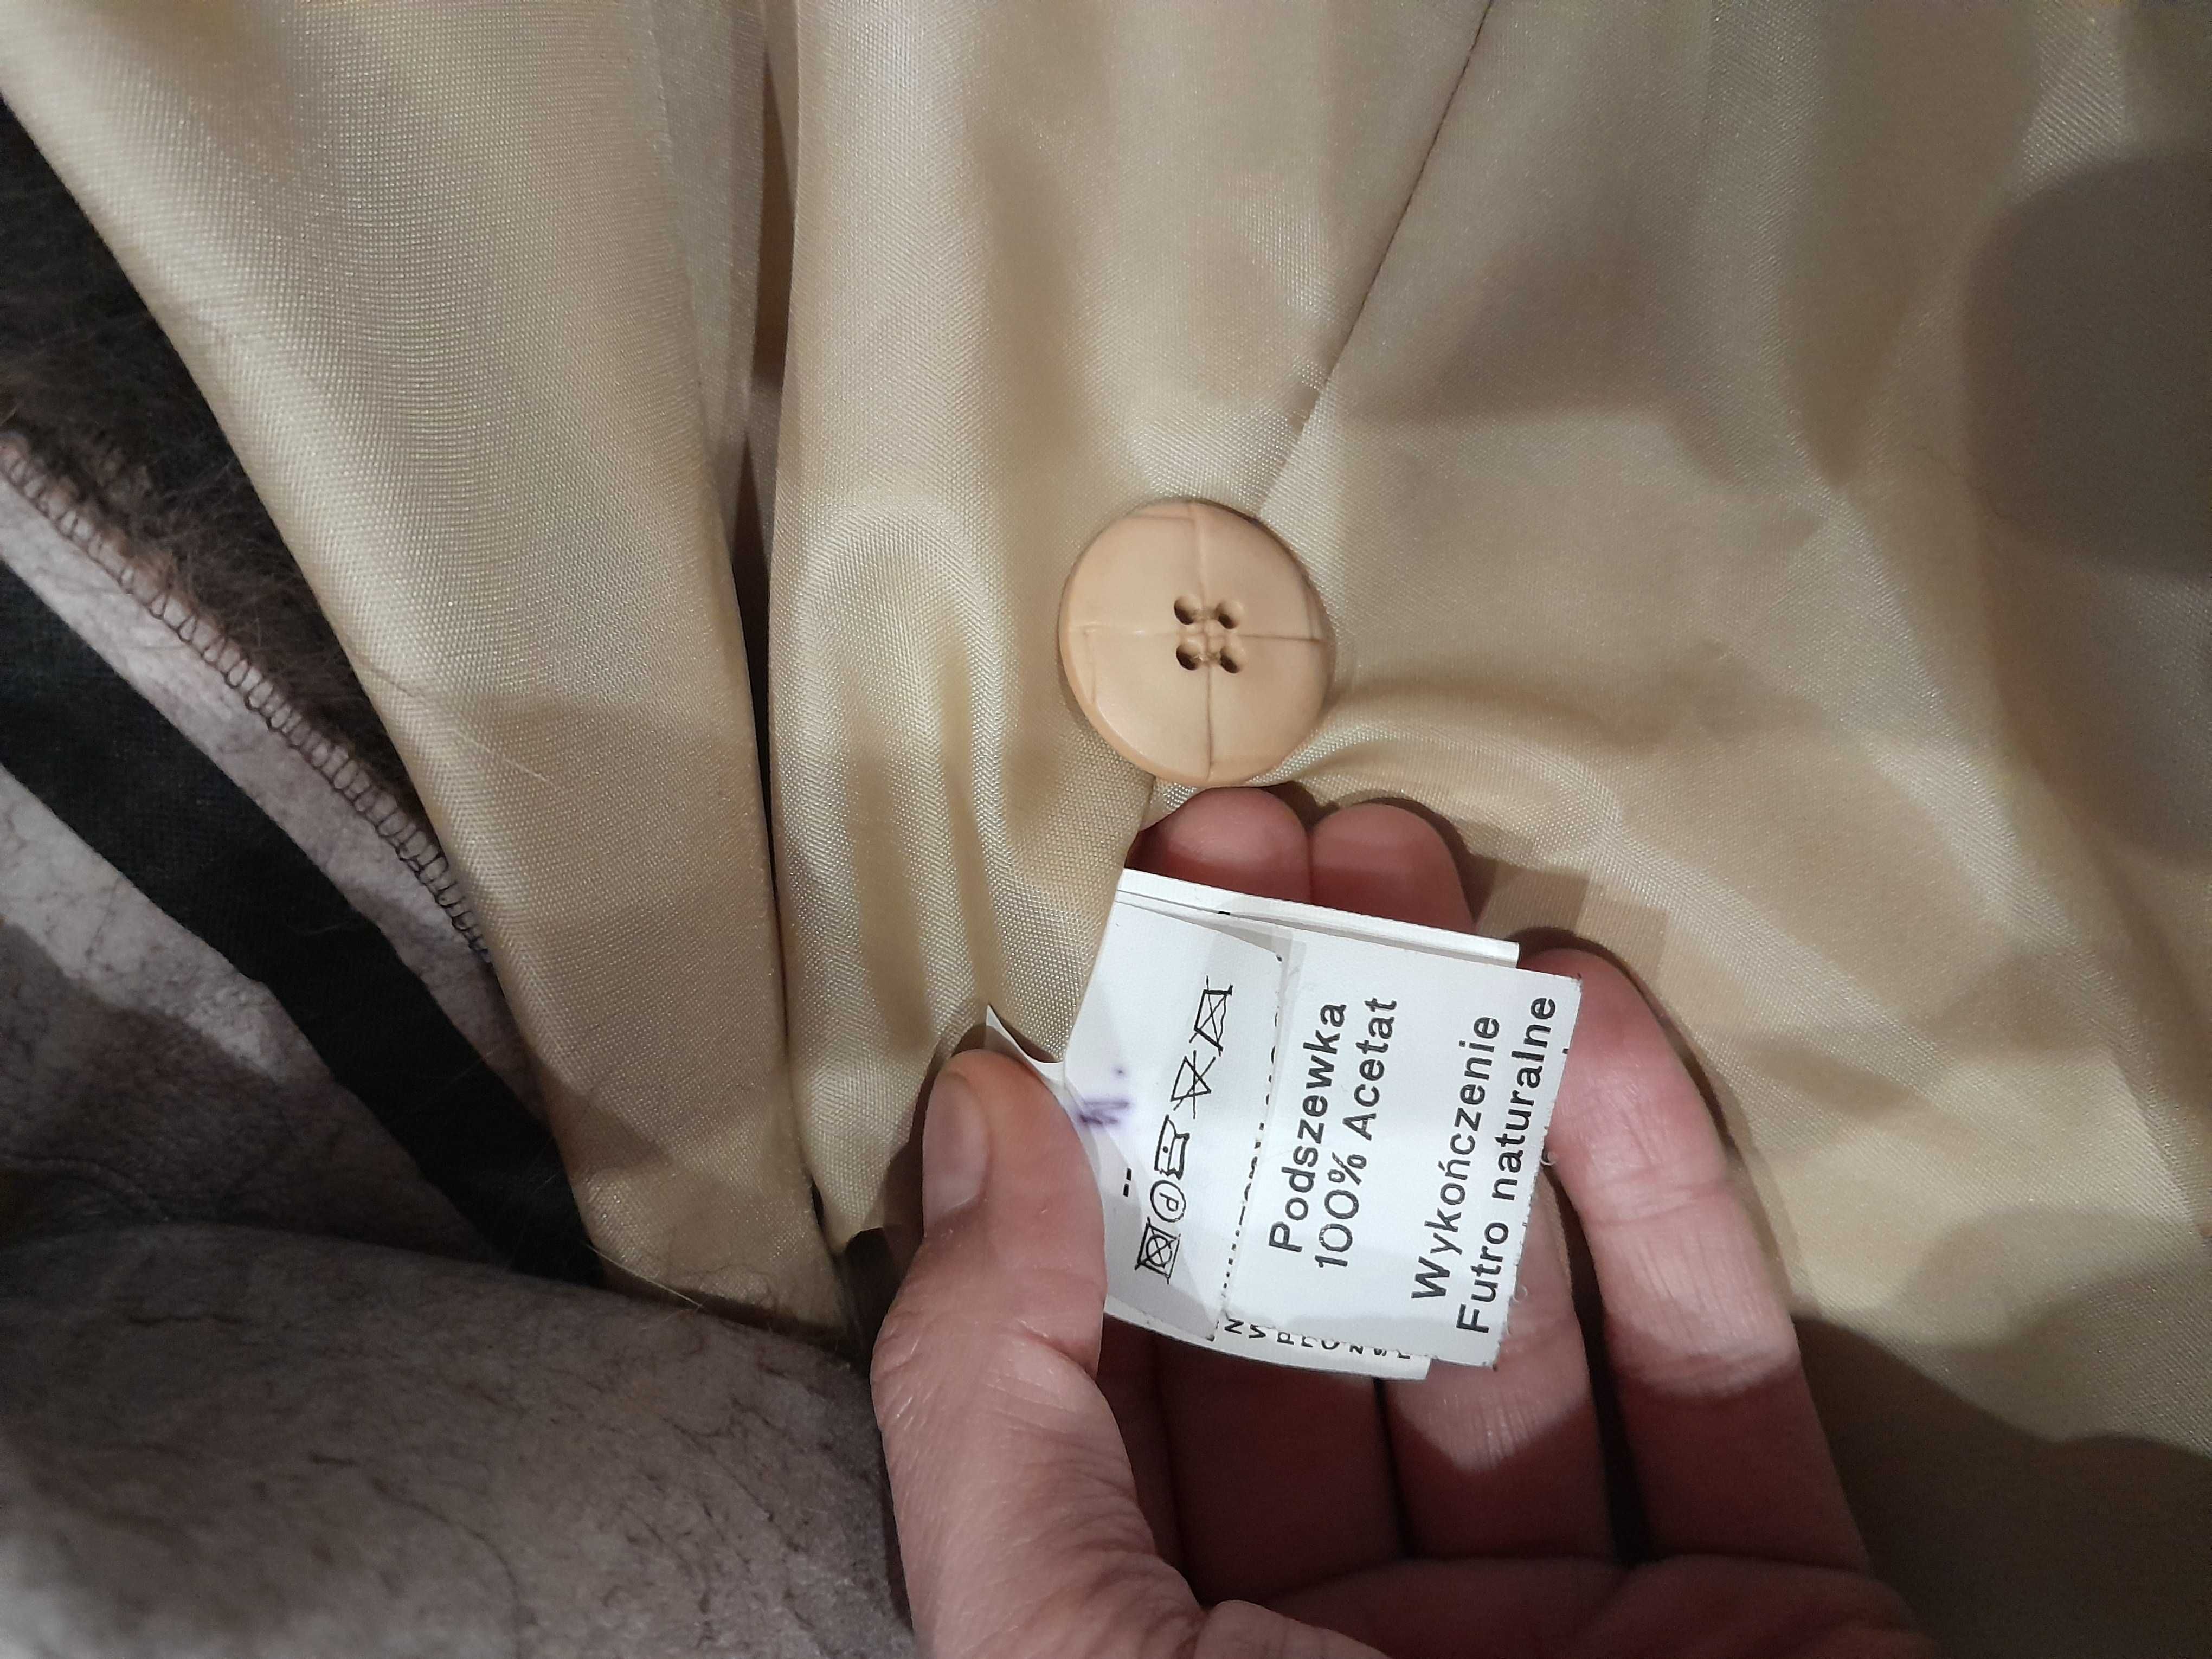 Podszewka
100% Acetat
Wykończenie
Futro naturalne